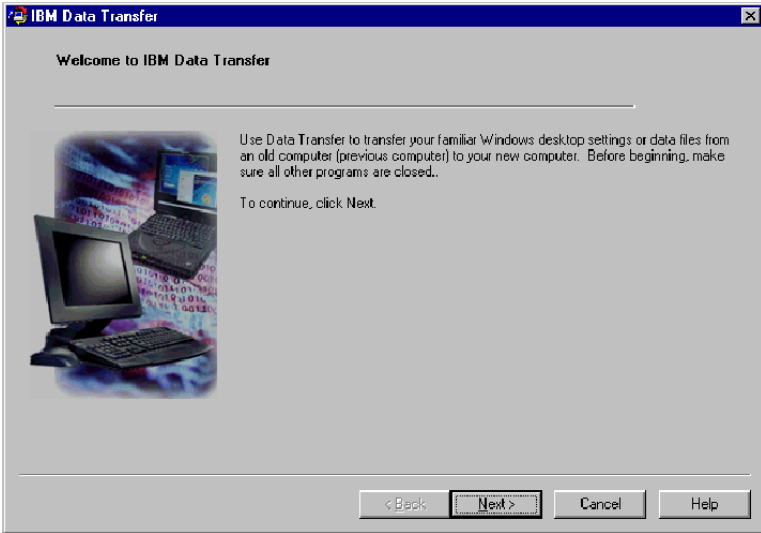 IBM Data Transfer
Welcome to IBM Data Transfer
Use Data Transfer to transfer your familiar Windows desktop settings or data files from
an old computer (previous computer) to your new computer. Before beginning, make
sure all other programs are closed..
To continue, click Next.
< Back Next > Cancel Help